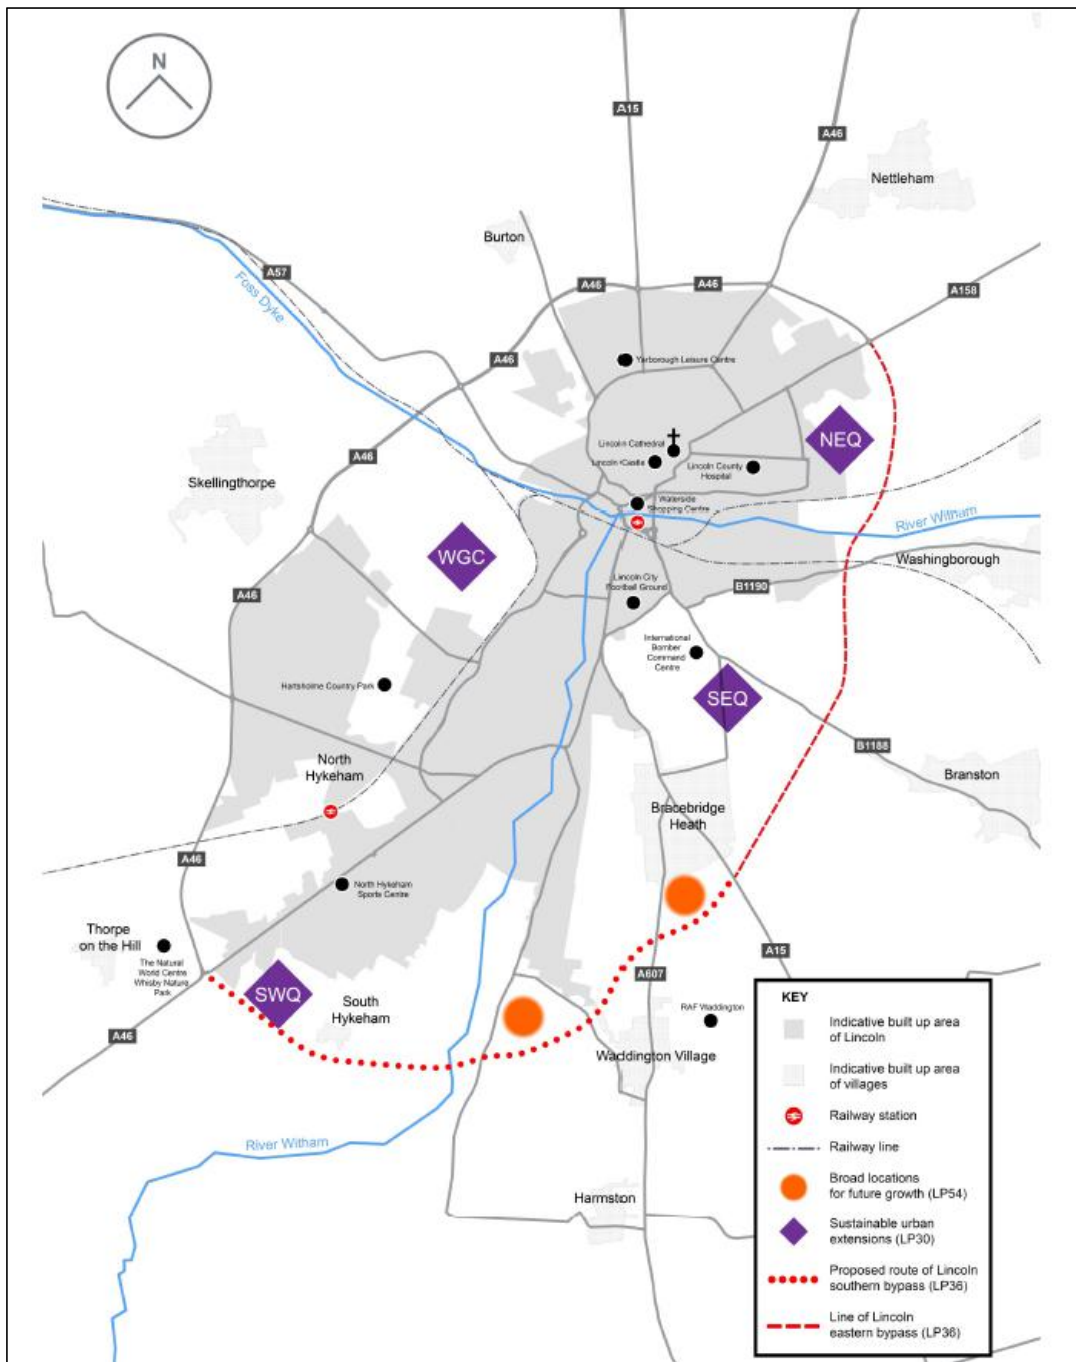 N
A15
A46
Nettleham
Burton
A57
A46
A46
A158
Foss Dyke
A46
Yarborough Leisure Centre
NEQ
Lincoln Cathedral
Lincoln Castle
Lincoln County
Hospital
A46
Skellingthorpe
Waterside
Shopping Centre
River Witham
WGC
Washingborough
A46
Lincoln City
Football Ground
B1190
International
Bomber
Command
Centre
Hartsholme Country Park
SEQ
B1188
North
Hykeham
Branston
Bracebridge
Heath
A46
North Hykeham
Sports Centre
Thorpe
on the Hill
The Natural
World Centre
Whisby Nature
Park
A15
A607
SWQ
South
Hykeham
RAF Waddington
A46
Waddington Village
River Witham
Harmston
KEY
Indicative built up area
of Lincoln
Indicative built up area
of villages
Railway station
Railway line
Broad locations
for future growth (LP54)
Sustainable urban
extensions (LP30)
Proposed route of Lincoln
southern bypass (LP36)
Line of Lincoln
eastern bypass (LP36)